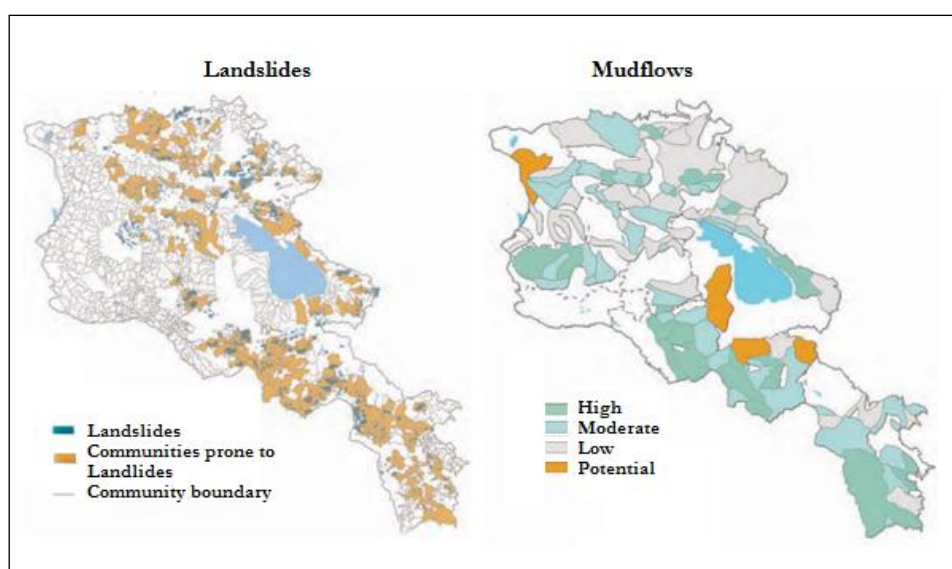 Landslides
Mudflows
Landslides
Communities prone to
Landlides
Community boundary
High
Moderate
Low
Potential